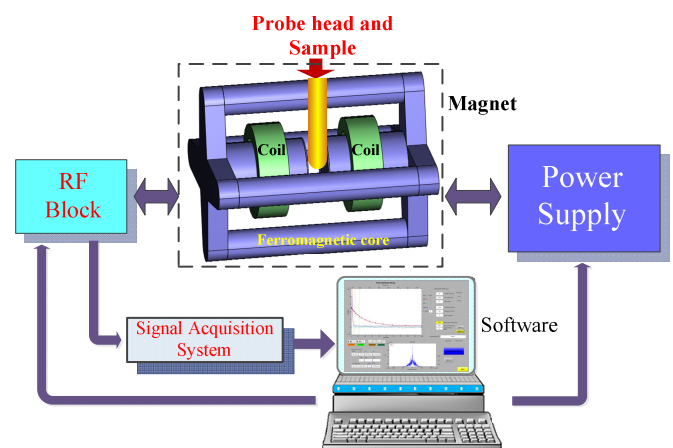 Probe head and
Sample
Magnet
Coil
Coil
RF
Block
Power
Supply
Ferromagnetic core
Signal Acquisition
System
Software